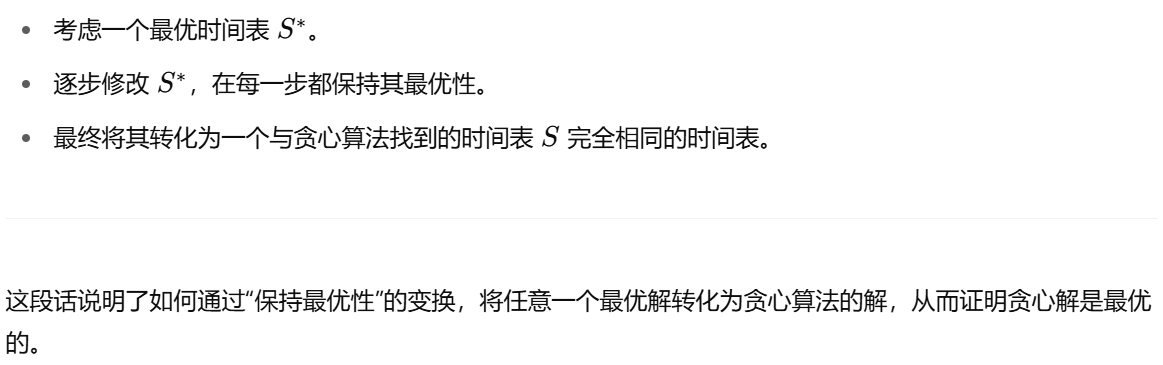 • 考虑一个最优时间表 S*。
• 逐步修改 S*，在每一步都保持其最优性。
• 最终将其转化为一个与贪心算法找到的时间表 S 完全相同的时间表。
这段话说明了如何通过“保持最优性”的变换，将任意一个最优解转化为贪心算法的解，从而证明贪心解是最优
的。